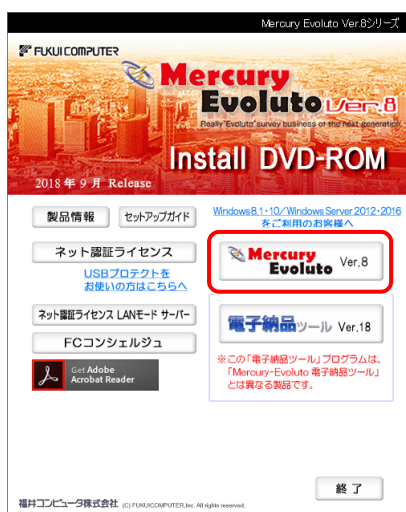 Mercury Evoluto Ver.8シリーズ
FUKUI COMPUTER
Mercury
Evoluto Ver.8
Really"Evoluto"survey business of the next generation
Install DVD-ROM
2018 年 9 月 Release
製品情報
セットアップガイド
Windows8.1・10/Windows Server 2012・2016
をご利用のお客様へ
ネット認証ライセンス
USBプロテクトを
お使いの方はこちらへ
Mercury
Evoluto Ver.8
ネット認証ライセンス LANモード サーバー
電子納品ツール Ver.18
FCコンシェルジュ
※この「電子納品ツール」プログラムは、
「Mercury-Evoluto 電子納品ツール」
とは異なる製品です。
Get Adobe
Acrobat Reader
終 了
福井コンピュータ株式会社 (C) FUKUICOMPUTER,Inc. All rights reserved.